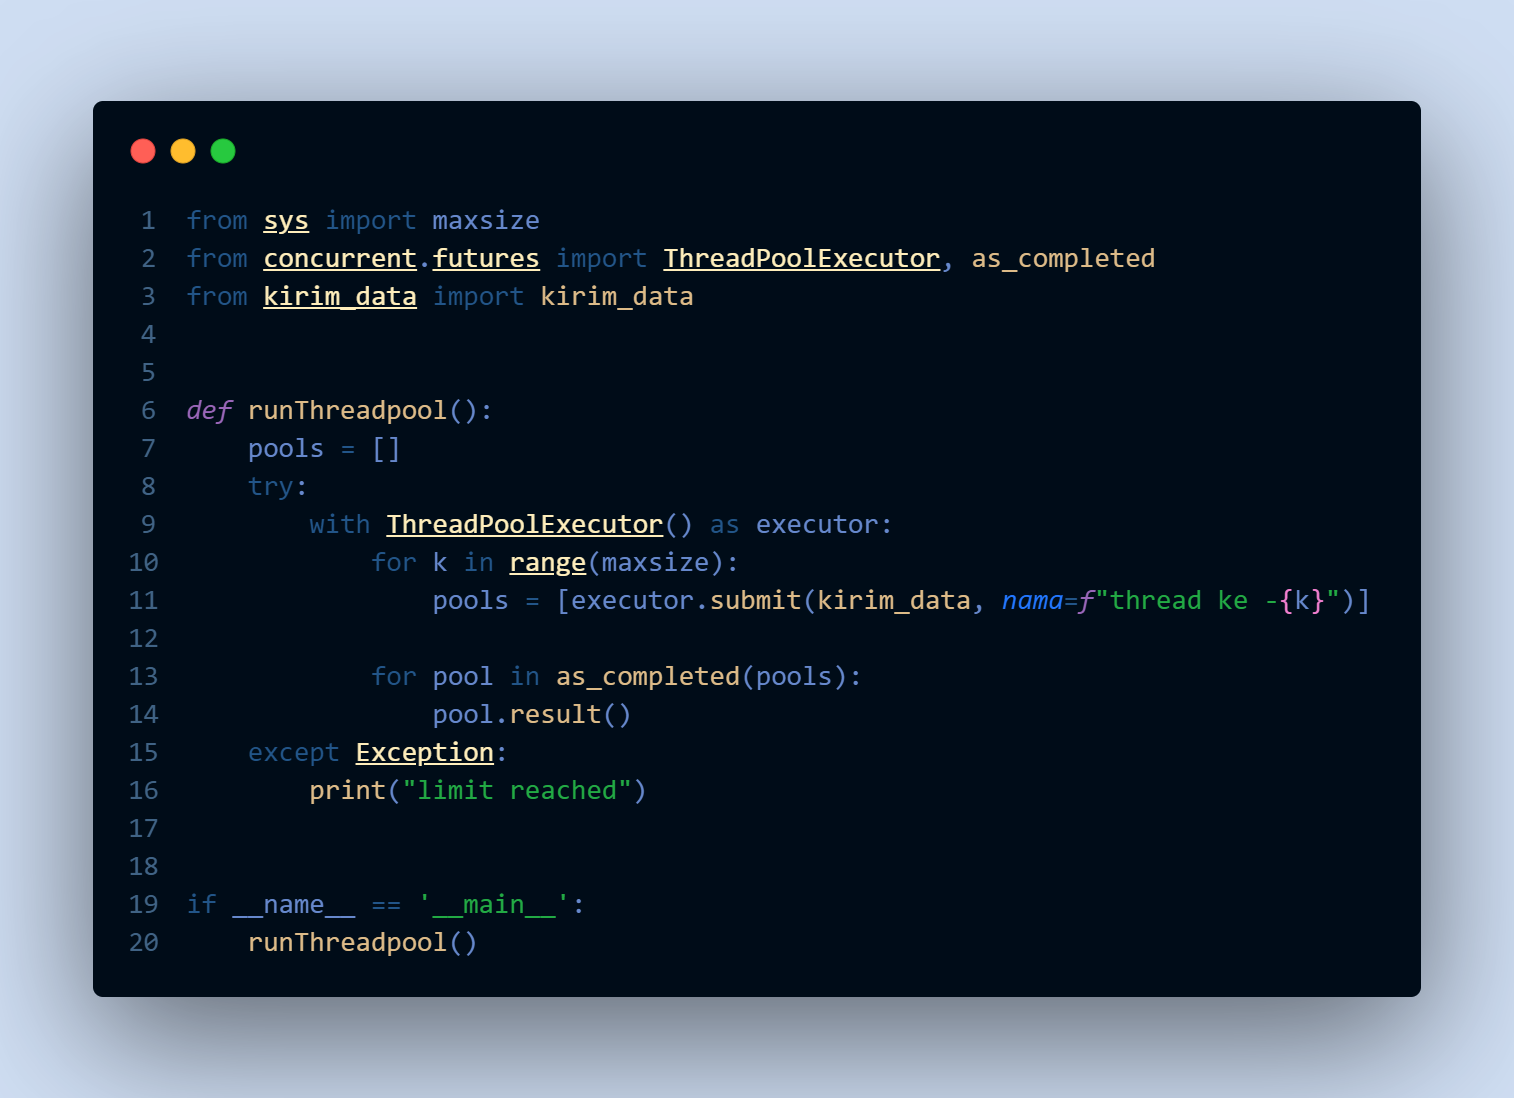 1 from sys import maxsize
2 from concurrent.futures import ThreadPoolExecutor, as_completed
3 from kirim_data import kirim_data
4
5
6 def runThreadpool():
7     pools = []
8     try:
9         with ThreadPoolExecutor() as executor:
10             for k in range(maxsize):
11                 pools = [executor.submit(kirim_data, nama=f"thread ke -{k}")]
12
13             for pool in as_completed(pools):
14                 pool.result()
15     except Exception:
16         print("limit reached")
17
18
19 if __name__ == '__main__':
20     runThreadpool()